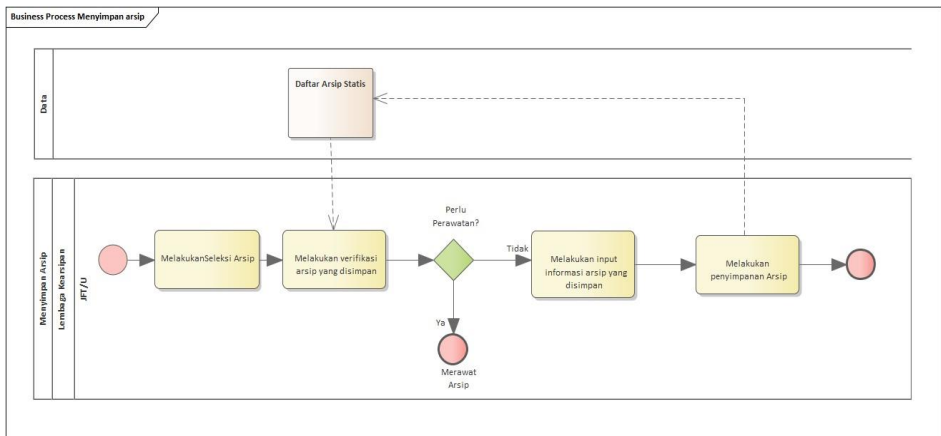 Business Process Menyimpan arsip
Data
Daftar Arsip Statis
Menyimpan Arsip
Lembaga Kearsipan
JFT/U
MelakukanSeleksi Arsip
Melakukan verifikasi
arsip yang disimpan
Perlu
Perawatan?
Tidak
Melakukan input
informasi arsip yang
disimpan
Melakukan
penyimpanan Arsip
Ya
Merawat
Arsip